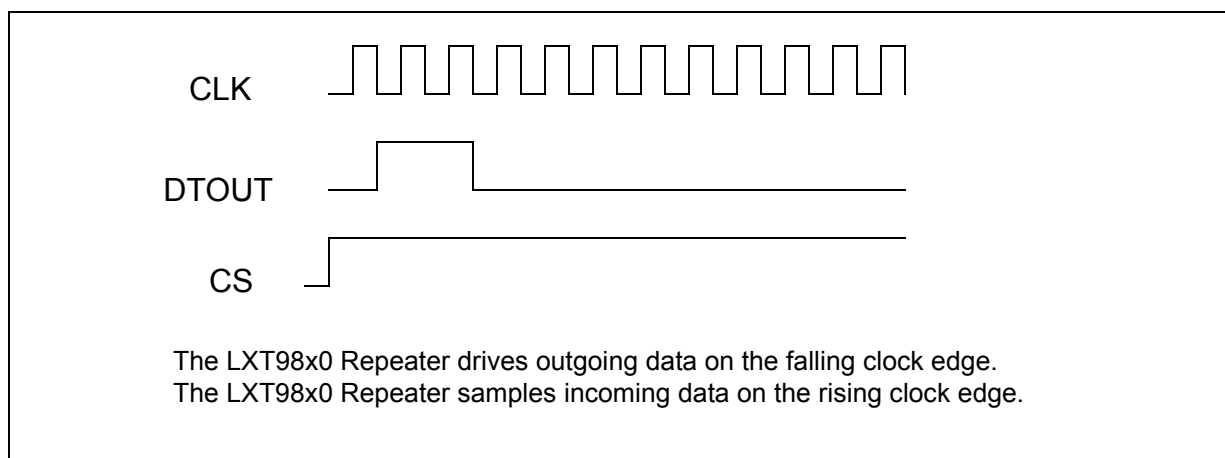 CLK
DTOUT
CS
The LXT98x0 Repeater drives outgoing data on the falling clock edge.
The LXT98x0 Repeater samples incoming data on the rising clock edge.